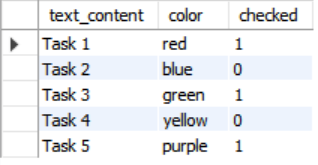 text_content color checked
Task 1 red 1
Task 2 blue 0
Task 3 green 1
Task 4 yellow 0
Task 5 purple 1